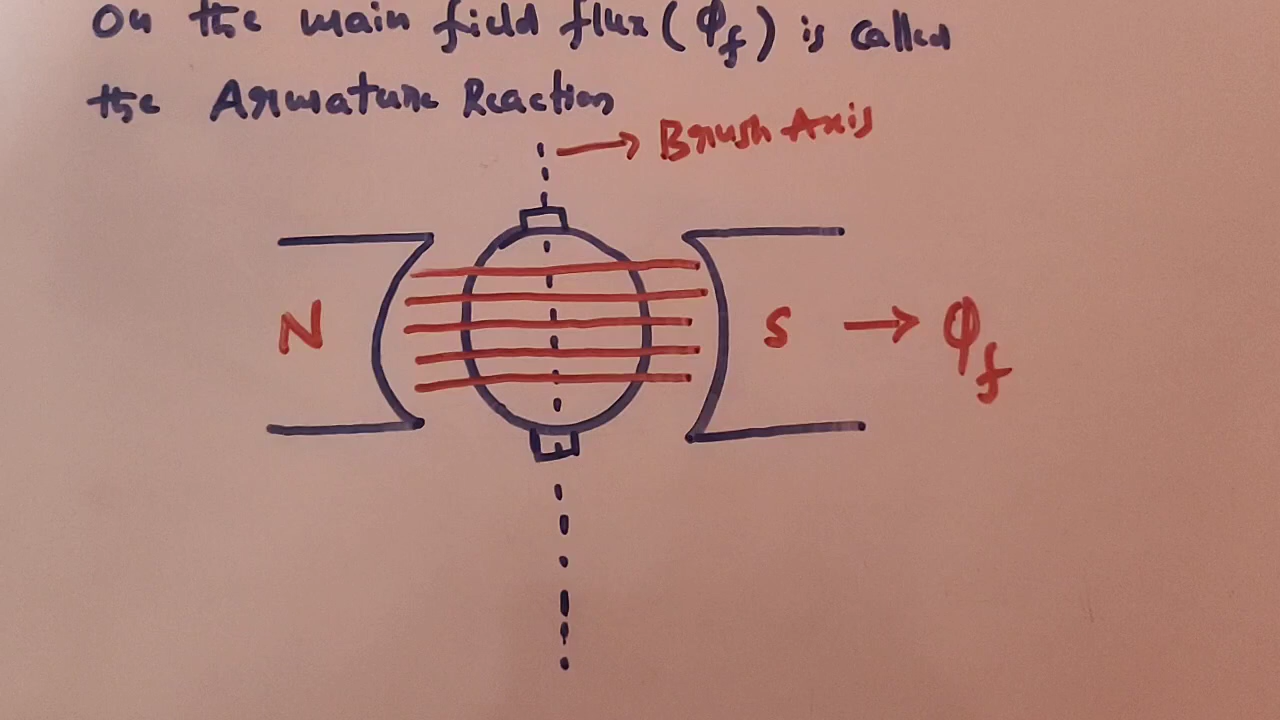 on the main field flux (Φf) is called
the Armature Reaction
Brush Axis
N
S
Φf